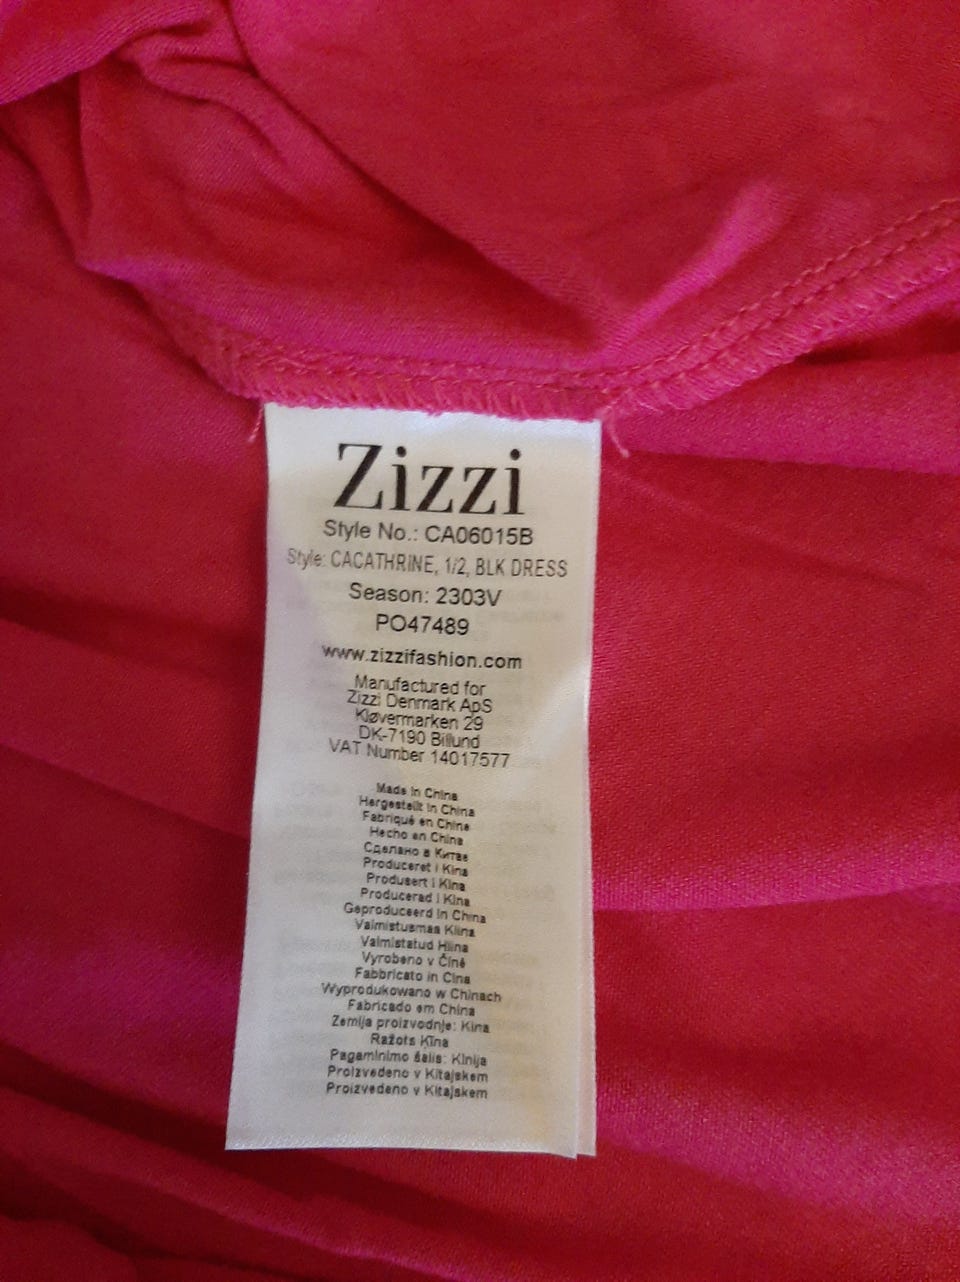 Zizzi
Style No.: CA06015B
Style: CACATHRINE, 1/2, BLK DRESS
Season: 2303V
PO47489
www.zizzifashion.com
Manufactured for
Zizzi Denmark ApS
Kløvermarken 29
DK-7190 Billund
VAT Number 14017577
Made in China
Hergestellt in China
Fabriqué en Chine
Hecho en China
Сделано в Китае
Produceret i Kina
Produsert i Kina
Producerad i Kina
Geproduceerd in China
Valmistusmaa Kiina
Valmistatud Hiina
Vyrobeno v Číně
Fabbricato in Cina
Wyprodukowano w Chinach
Fabricado em China
Zemlja proizvodnje: Kina
Ražots Ķīna
Pagaminimo šalis: Kinija
Proizvedeno v Kitajskem
Proizvedeno v Kitajskem